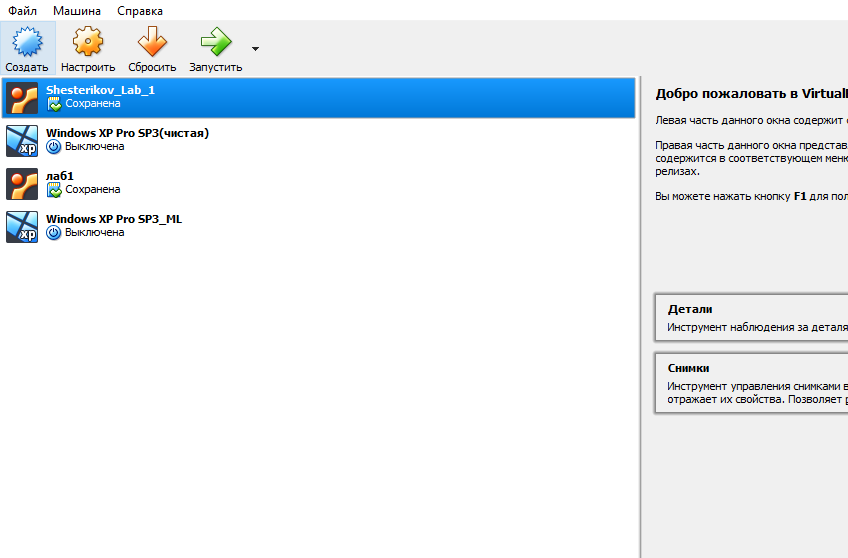 Файл Машина Справка
Создать Настроить Сбросить Запустить
Shesterikov_Lab_1
Сохранена
Windows XP Pro SP3(чистая)
Выключена
лаб1
Сохранена
Windows XP Pro SP3_ML
Выключена
Добро пожаловать в Virtual
Левая часть данного окна содержит
Правая часть данного окна представ
содержится в соответствующем меню
релизах.
Вы можете нажать кнопку F1 для пол
Детали
Инструмент наблюдения за деталя
Снимки
Инструмент управления снимками в
отражает их свойства. Позволяет р